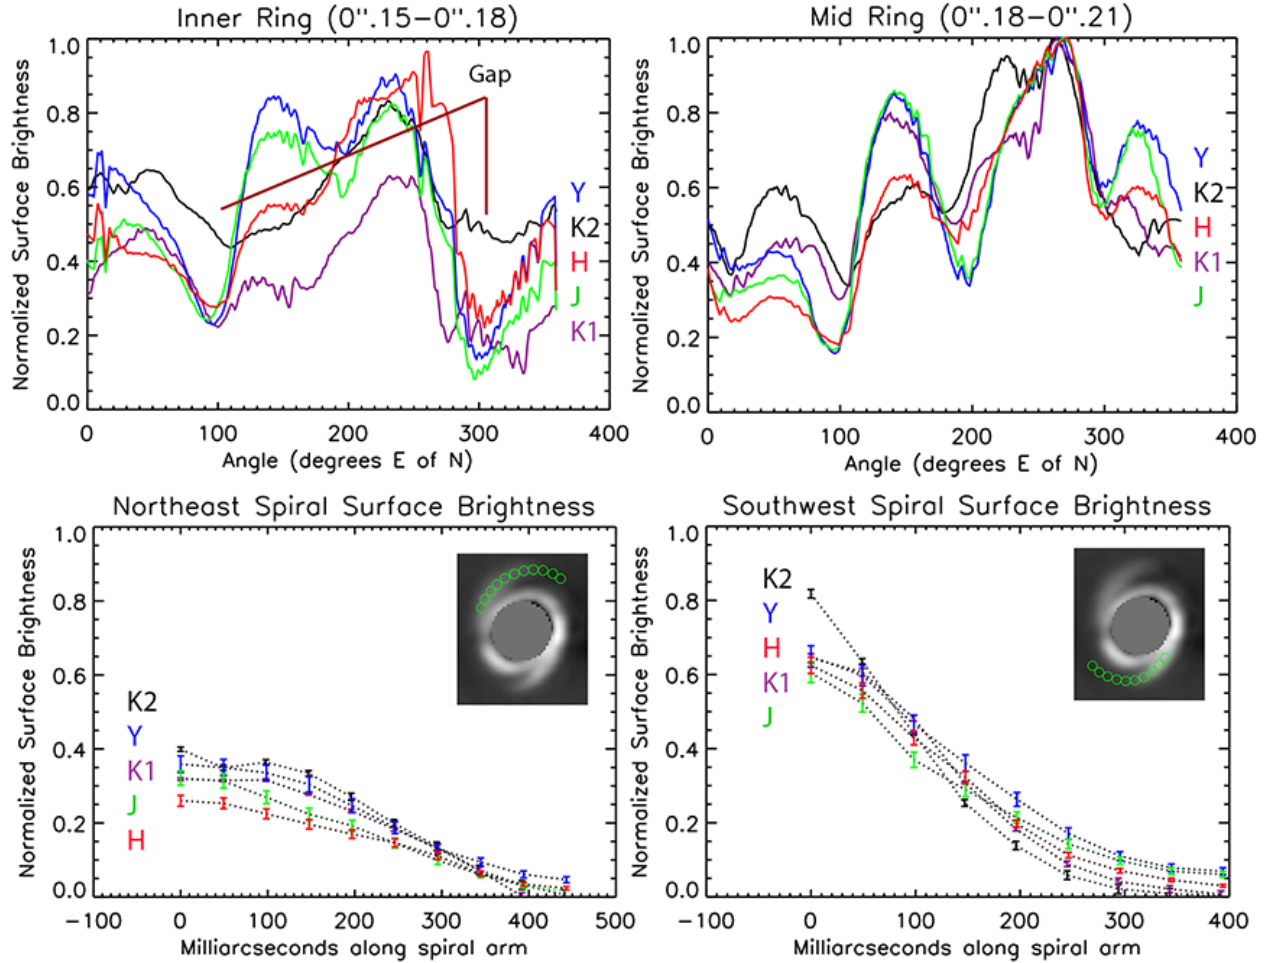 Inner Ring (0".15-0".18)
Normalized Surface Brightness
1.0
0.8
0.6
0.4
0.2
0.0
Gap
Y
K2
H
J
K1
0 100 200 300 400
Angle (degrees E of N)
Mid Ring (0".18-0".21)
Normalized Surface Brightness
1.0
0.8
0.6
0.4
0.2
0.0
Y
K2
H
K1
J
0 100 200 300 400
Angle (degrees E of N)
Northeast Spiral Surface Brightness
Normalized Surface Brightness
1.0
0.8
0.6
0.4
0.2
0.0
K2
Y
K1
J
H
-100 0 100 200 300 400 500
Milliarcseconds along spiral arm
Southwest Spiral Surface Brightness
Normalized Surface Brightness
1.0
0.8
0.6
0.4
0.2
0.0
K2
Y
H
K1
J
-100 0 100 200 300 400
Milliarcseconds along spiral arm